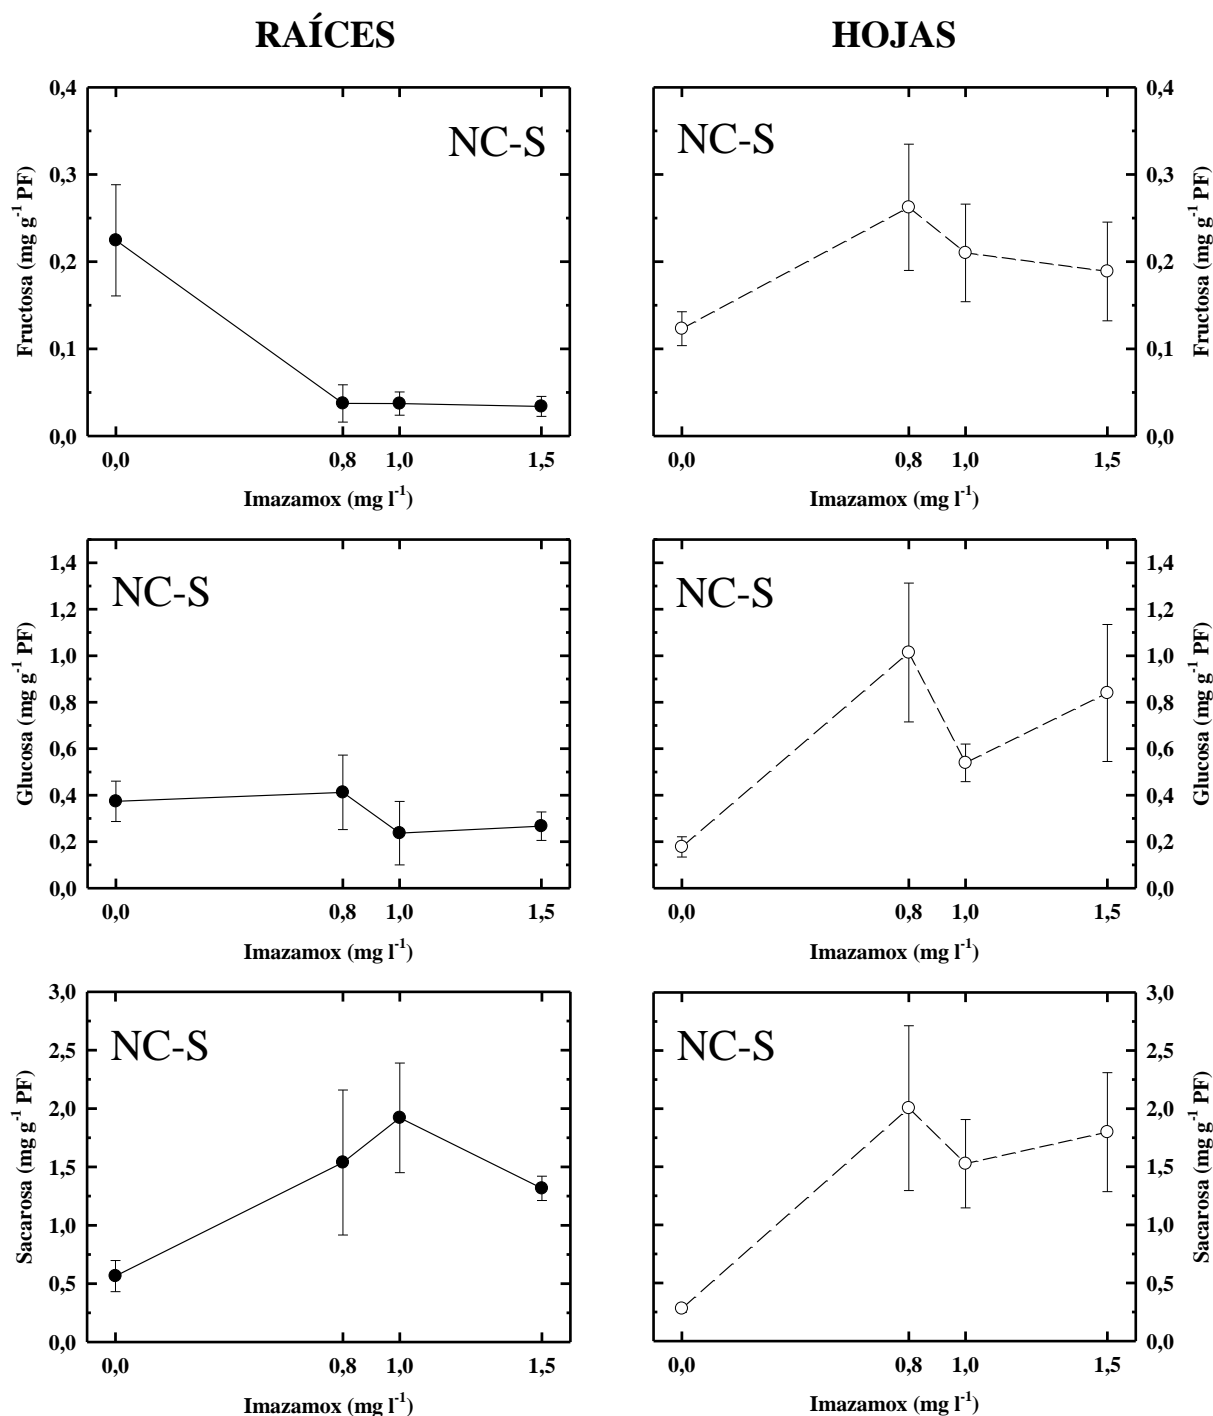 RAÍCES HOJAS
0,4 0,4
NC-S NC-S
0,3 0,3
0,2 0,2
0,1 0,1
0,0 0,0
Fructosa (mg g⁻¹ PF) Fructosa (mg g⁻¹ PF)
0,0 0,8 1,0 1,5 0,0 0,8 1,0 1,5
Imazamox (mg l⁻¹) Imazamox (mg l⁻¹)
1,4 1,4
NC-S NC-S
1,2 1,2
1,0 1,0
0,8 0,8
0,6 0,6
0,4 0,4
0,2 0,2
0,0 0,0
Glucosa (mg g⁻¹ PF) Glucosa (mg g⁻¹ PF)
0,0 0,8 1,0 1,5 0,0 0,8 1,0 1,5
Imazamox (mg l⁻¹) Imazamox (mg l⁻¹)
3,0 3,0
NC-S NC-S
2,5 2,5
2,0 2,0
1,5 1,5
1,0 1,0
0,5 0,5
0,0 0,0
Sacarosa (mg g⁻¹ PF) Sacarosa (mg g⁻¹ PF)
0,0 0,8 1,0 1,5 0,0 0,8 1,0 1,5
Imazamox (mg l⁻¹) Imazamox (mg l⁻¹)